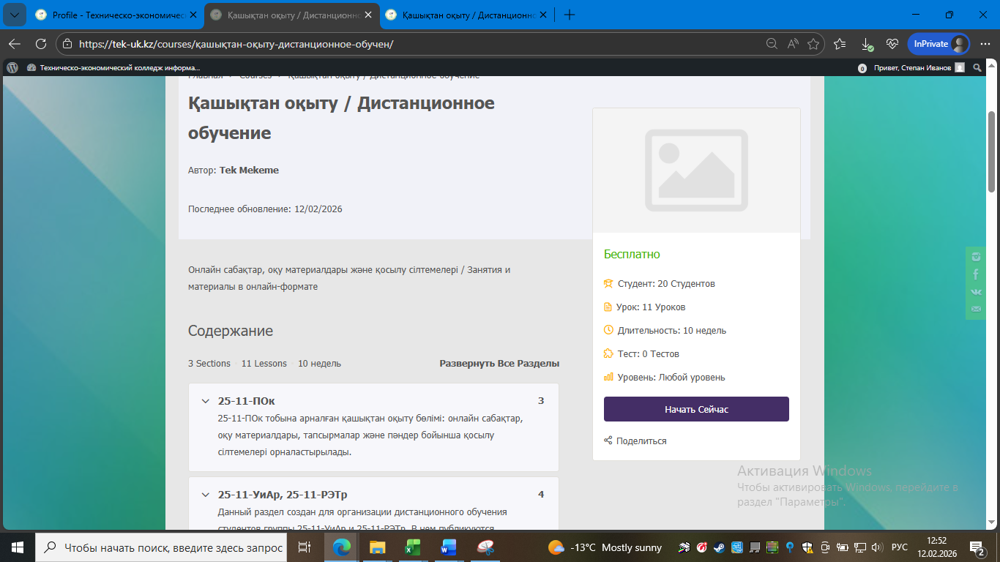 Profile - Техническо-экономичес
Қашықтан оқыту / Дистанционно
Қашықтан оқыту / Дистанционно
https://tek-uk.kz/courses/қашықтан-оқыту-дистанционное-обучен/
InPrivate
Техническо-экономический колледж информа...
0
Привет, Степан Иванов
Главная
Courses
Қашықтан оқыту / Дистанционное обучение
Қашықтан оқыту / Дистанционное
обучение
Автор: Tek Mekeme
Последнее обновление: 12/02/2026
Бесплатно
Студент: 20 Студентов
Урок: 11 Уроков
Длительность: 10 недель
Тест: 0 Тестов
Уровень: Любой уровень
Начать Сейчас
Поделиться
Онлайн сабақтар, оқу материалдары және қосылу сілтемелері / Занятия и
материалы в онлайн-формате
Содержание
3 Sections
11 Lessons
10 недель
Развернуть Все Разделы
25-11-ПОк
3
25-11-ПОк тобына арналған қашықтан оқыту бөлімі: онлайн сабақтар,
оқу материалдары, тапсырмалар және пәндер бойынша қосылу
сілтемелері орналастырылады.
25-11-УиАр, 25-11-РЭТр
4
Данный раздел создан для организации дистанционного обучения
студентов группы 25-11-УиАр и 25-11-РЭТр. В нем публикуются
Активация Windows
Чтобы активировать Windows, перейдите в
раздел "Параметры".
Чтобы начать поиск, введите здесь запрос
-13°C Mostly sunny
РУС
12:52
12.02.2026
2